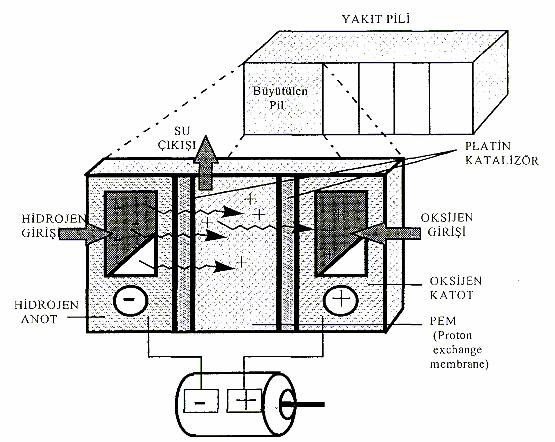 YAKIT PİLİ
Büyütülen
Pil
SU
ÇIKIŞI
PLATİN
KATALİZÖR
HİDROJEN
GİRİŞ
OKSİJEN
GİRİŞİ
HİDROJEN
ANOT
OKSİJEN
KATOT
PEM
(Proton
exchange
membrane)